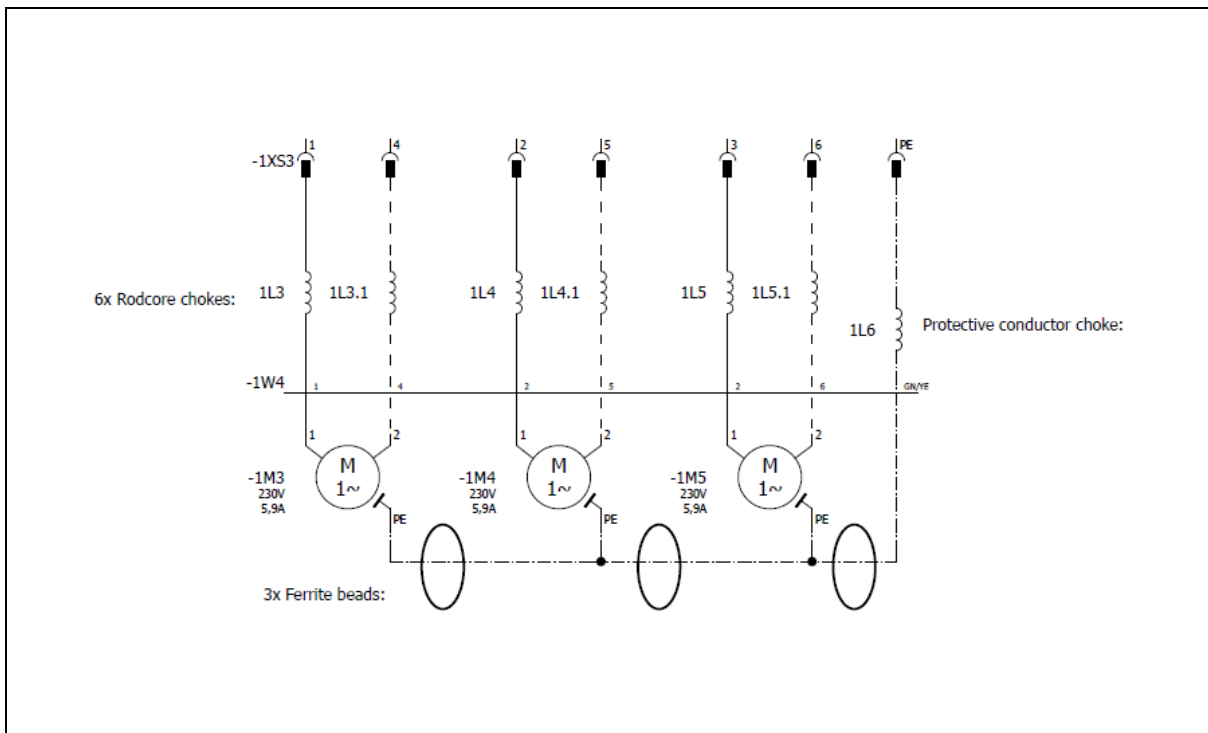 1 4 2 5 3 6 PE
-1XS3
6x Rodcore chokes: 1L3 1L3.1 1L4 1L4.1 1L5 1L5.1
1L6 Protective conductor choke:
-1W4 1 4 2 5 2 6 GN/YE
1 2 1 2 1 2
-1M3 M -1M4 M -1M5 M
230V 1~ 230V 1~ 230V 1~
5,9A 5,9A 5,9A
PE PE PE
3x Ferrite beads: